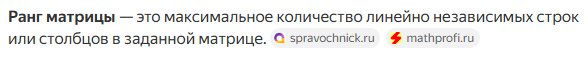 Ранг матрицы — это максимальное количество линейно независимых строк
или столбцов в заданной матрице. spravochnick.ru mathprofi.ru